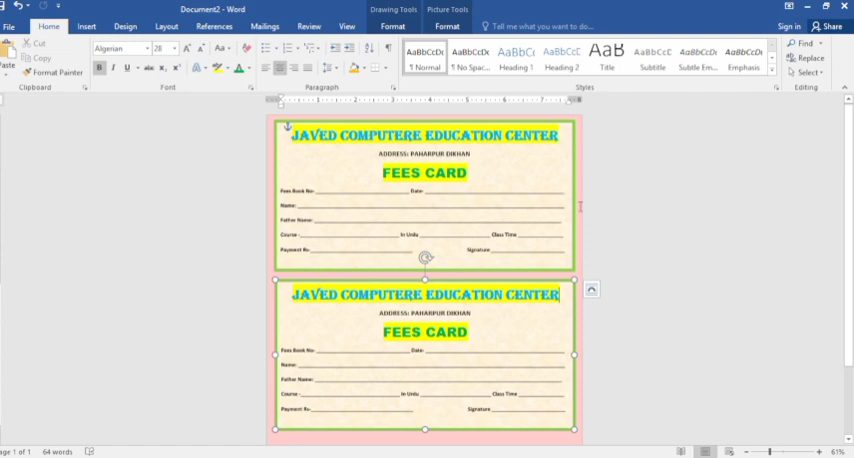 Document2 - Word
Drawing Tools
Picture Tools
File
Home
Insert
Design
Layout
References
Mailings
Review
View
Format
Format
Tell me what you want to do...
Sign in
Share
Cut
Copy
Format Painter
Clipboard
Algerian
28
Font
Paragraph
AaBbCcDc
¶ Normal
AaBbCcDc
¶ No Spac...
AaBbCc
Heading 1
AaBbCcC
Heading 2
AaB
Title
AaBbCcC
Subtitle
AaBbCcDc
Subtle Em...
AaBbCcDc
Emphasis
Styles
Find
Replace
Select
Editing
JAVED COMPUTERE EDUCATION CENTER
ADDRESS: PAHARPUR DIKHAN
FEES CARD
Fees Book No- Date-
Name:
Father Name:
Course - In Urdu Class Time
Payment Rs- Signature
JAVED COMPUTERE EDUCATION CENTER
ADDRESS: PAHARPUR DIKHAN
FEES CARD
Fees Book No- Date-
Name:
Father Name:
Course - In Urdu Class Time
Payment Rs- Signature
age 1 of 1 64 words
61%